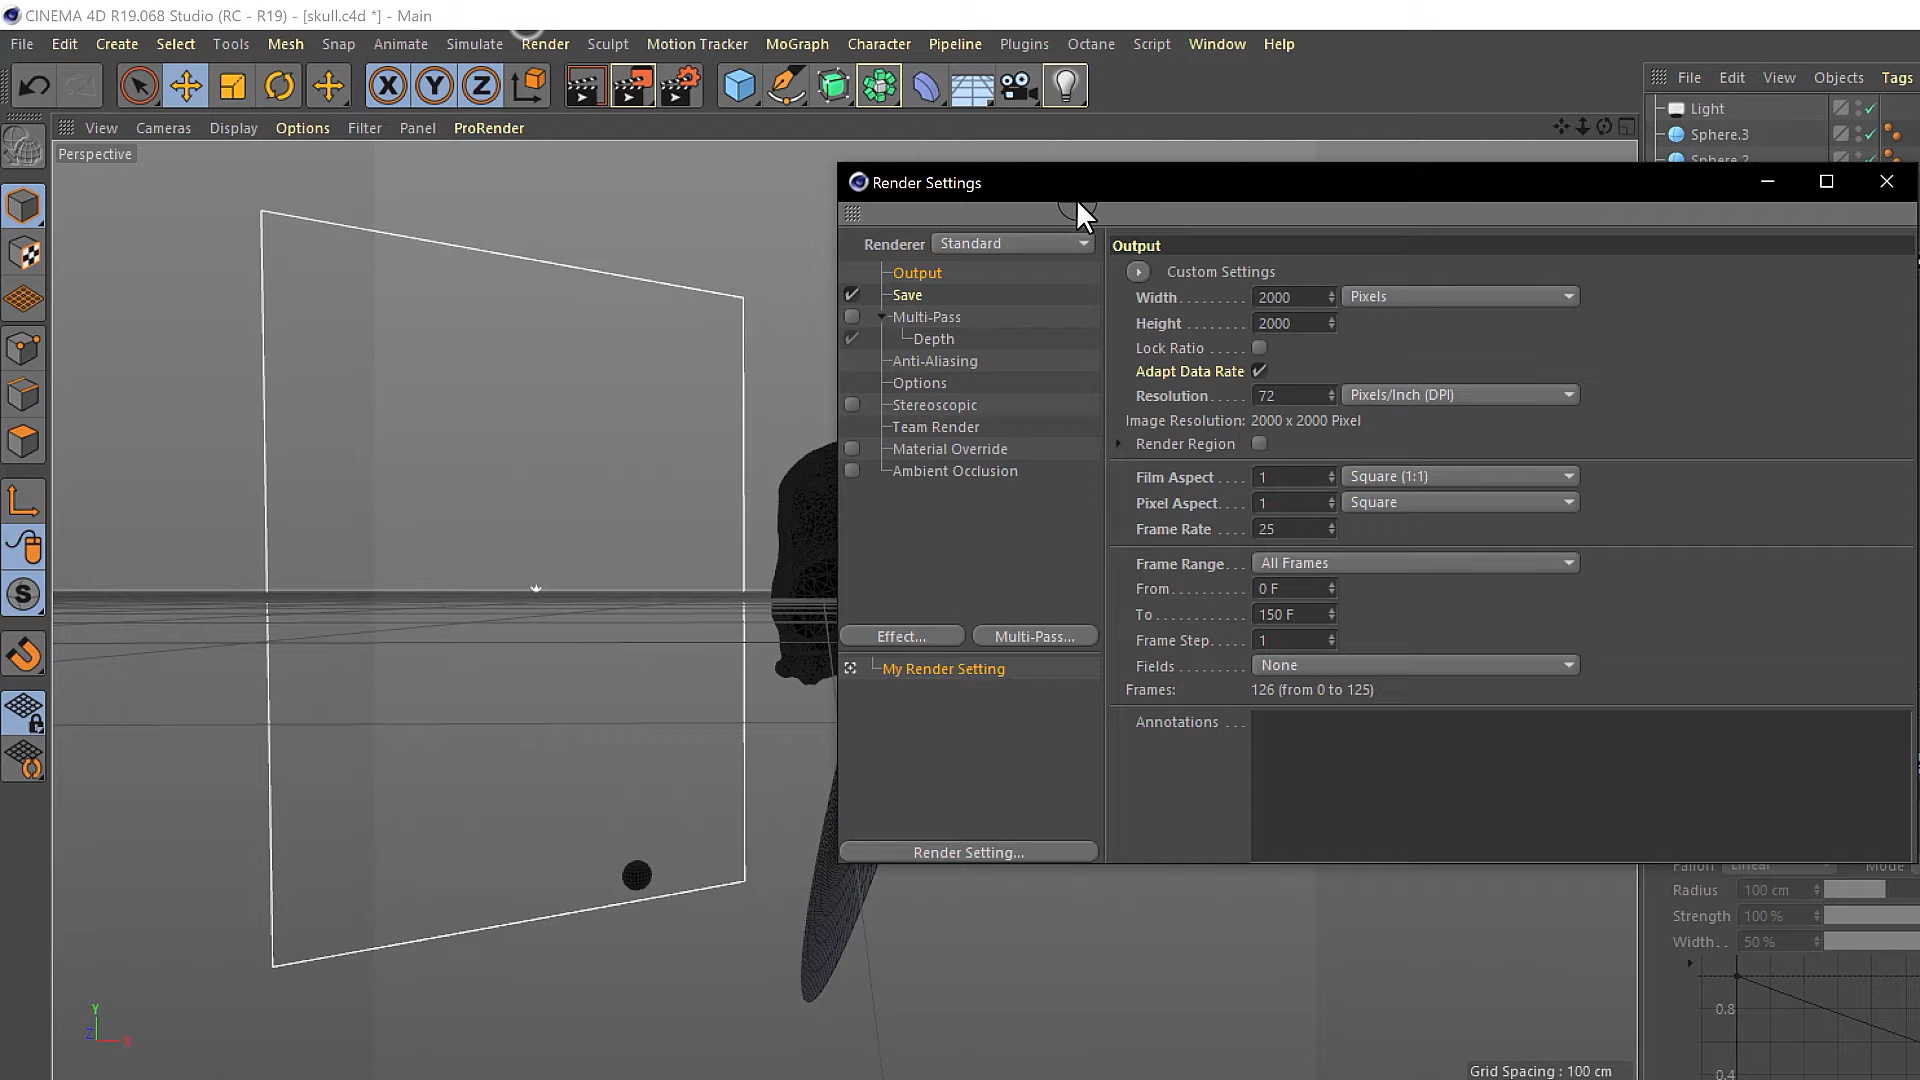 CINEMA 4D R19.068 Studio (RC - R19) - [skull.c4d *] - Main
File Edit Create Select Tools Mesh Snap Animate Simulate Render Sculpt Motion Tracker MoGraph Character Pipeline Plugins Octane Script Window Help
X Y Z
File Edit View Objects Tags
View Cameras Display Options Filter Panel ProRender
Light
Sphere.3
Sphere.2
Perspective
Render Settings
Renderer Standard
Output
Save
Multi-Pass
Depth
Anti-Aliasing
Options
Stereoscopic
Team Render
Material Override
Ambient Occlusion
Effect... Multi-Pass...
My Render Setting
Render Setting...
Output
Custom Settings
Width 2000 Pixels
Height 2000
Lock Ratio
Adapt Data Rate
Resolution 72 Pixels/Inch (DPI)
Image Resolution: 2000 x 2000 Pixel
Render Region
Film Aspect 1 Square (1:1)
Pixel Aspect 1 Square
Frame Rate 25
Frame Range All Frames
From 0 F
To 150 F
Frame Step 1
Fields None
Frames: 126 (from 0 to 125)
Annotations
S
Radius 100 cm
Strength 100 %
Width 50 %
0.8
0.4
Y
Z X
Grid Spacing : 100 cm